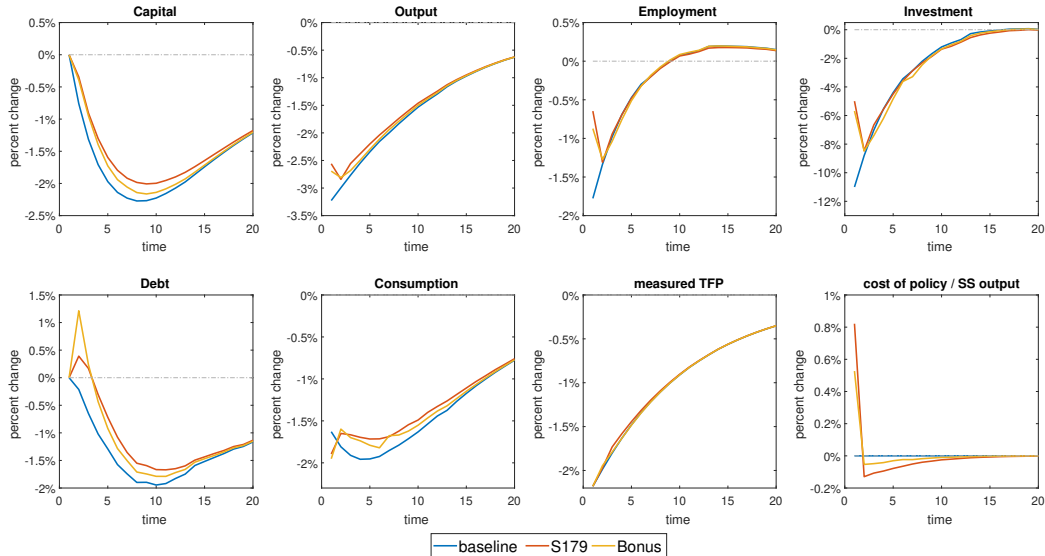 Capital
0.5%
0%
-0.5%
-1%
-1.5%
-2%
-2.5%
percent change
0 5 10 15 20
time
Output
0%
-0.5%
-1%
-1.5%
-2%
-2.5%
-3%
-3.5%
percent change
0 5 10 15 20
time
Employment
0.5%
0%
-0.5%
-1%
-1.5%
-2%
percent change
0 5 10 15 20
time
Investment
0%
-2%
-4%
-6%
-8%
-10%
-12%
percent change
0 5 10 15 20
time
Debt
1.5%
1%
0.5%
0%
-0.5%
-1%
-1.5%
-2%
percent change
0 5 10 15 20
time
Consumption
0%
-0.5%
-1%
-1.5%
-2%
percent change
0 5 10 15 20
time
measured TFP
0%
-0.5%
-1%
-1.5%
-2%
percent change
0 5 10 15 20
time
cost of policy / SS output
0.8%
0.6%
0.4%
0.2%
0%
-0.2%
percent change
0 5 10 15 20
time
baseline S179 Bonus